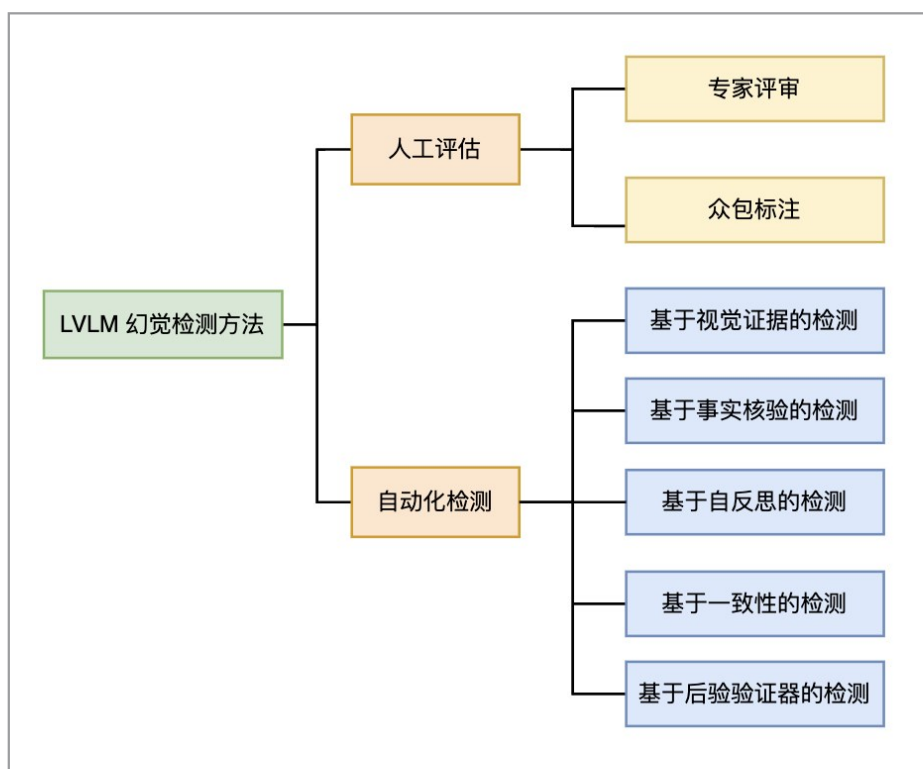 LVLM 幻觉检测方法
人工评估
专家评审
众包标注
自动化检测
基于视觉证据的检测
基于事实核验的检测
基于自反思的检测
基于一致性的检测
基于后验验证器的检测